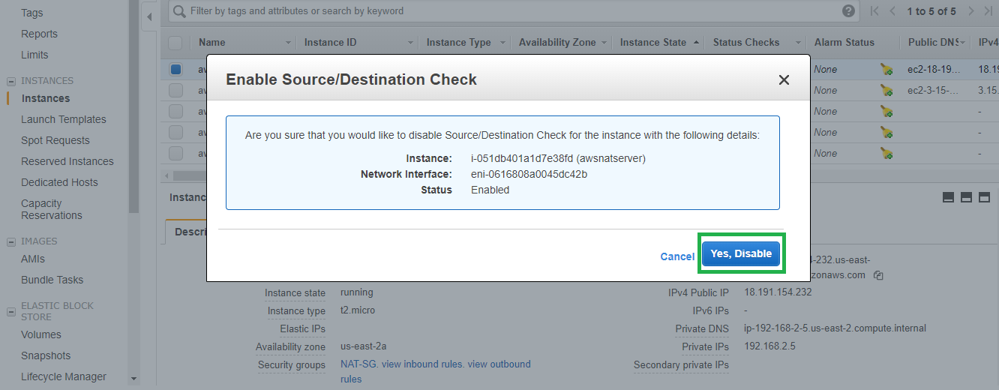 Tags
Reports
Limits
INSTANCES
Instances
Launch Templates
Spot Requests
Reserved Instances
Dedicated Hosts
Capacity
Reservations
IMAGES
AMIs
Bundle Tasks
ELASTIC BLOCK
STORE
Volumes
Snapshots
Lifecycle Manager
Filter by tags and attributes or search by keyword
1 to 5 of 5
Name Instance ID Instance Type Availability Zone Instance State Status Checks Alarm Status Public DNS IPv4
None ec2-18-19... 18.19
None ec2-3-15-... 3.15.
None -
None -
None -
Enable Source/Destination Check
Are you sure that you would like to disable Source/Destination Check for the instance with the following details:
Instance: i-051db401a1d7e38fd (awsnatserver)
Network Interface: eni-0616808a0045dc42b
Status Enabled
Cancel Yes, Disable
Instanc
Descri
4-232.us-east-
zonaws.com
Instance state running IPv4 Public IP 18.191.154.232
Instance type t2.micro IPv6 IPs -
Elastic IPs Private DNS ip-192-168-2-5.us-east-2.compute.internal
Availability zone us-east-2a Private IPs 192.168.2.5
Security groups NAT-SG. view inbound rules. view outbound Secondary private IPs
rules